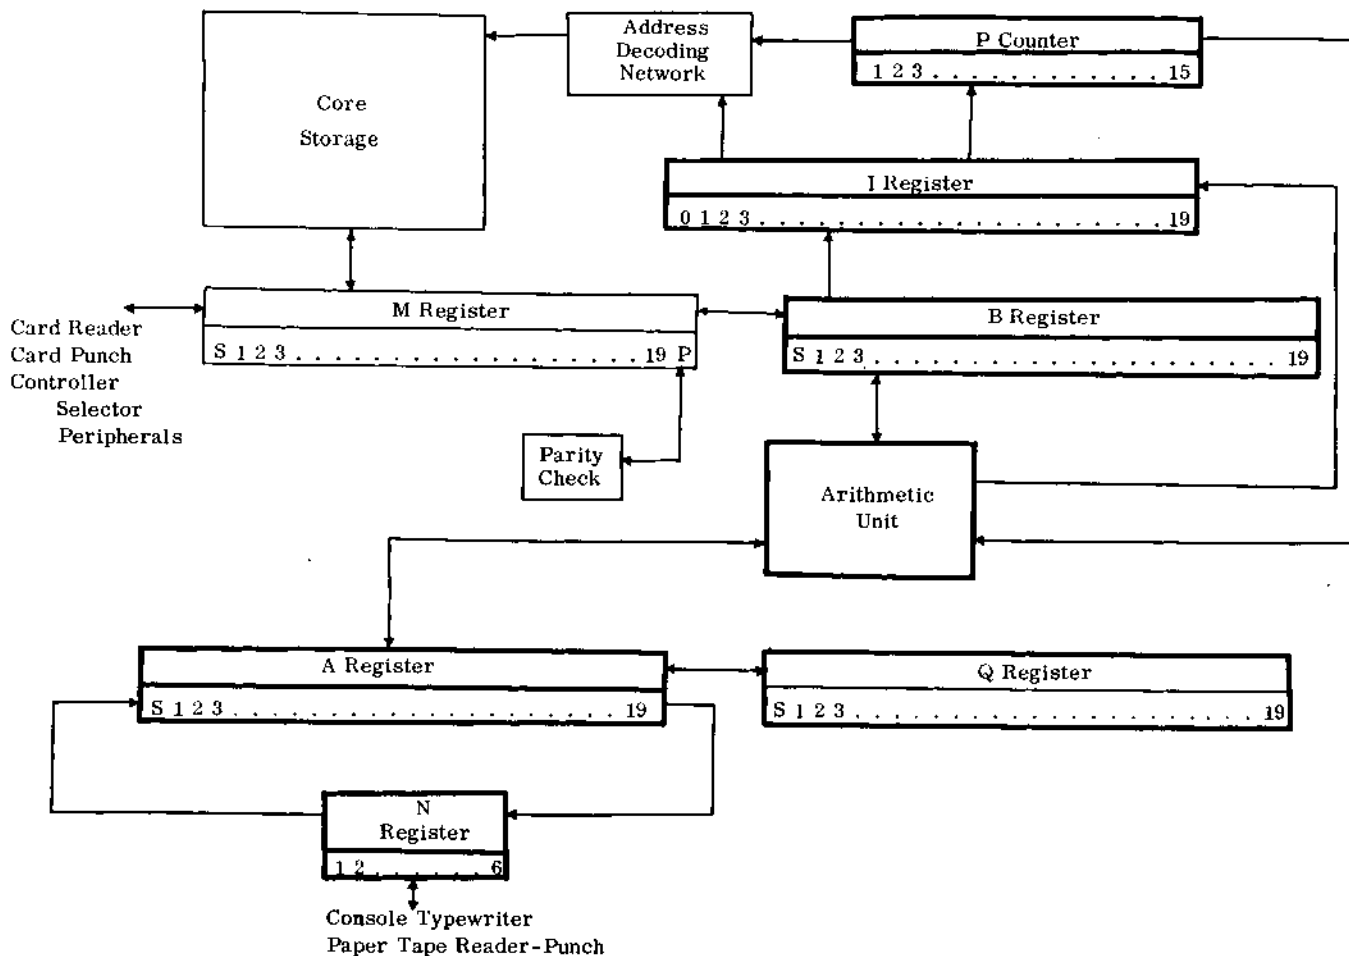 Address
Decoding
Network
P Counter
1 2 3 . . . . . . . . . . . . 15
Core
Storage
I Register
0 1 2 3 . . . . . . . . . . . . . . . . . . . . . 19
M Register
S 1 2 3 . . . . . . . . . . . . . . . . . . 19 P
B Register
S 1 2 3 . . . . . . . . . . . . . . . . . . . . . 19
Card Reader
Card Punch
Controller
Selector
Peripherals
Parity
Check
Arithmetic
Unit
A Register
S 1 2 3 . . . . . . . . . . . . . . . . . . . . 19
Q Register
S 1 2 3 . . . . . . . . . . . . . . . . . . . . 19
N
Register
1 2 . . . . . . 6
Console Typewriter
Paper Tape Reader-Punch